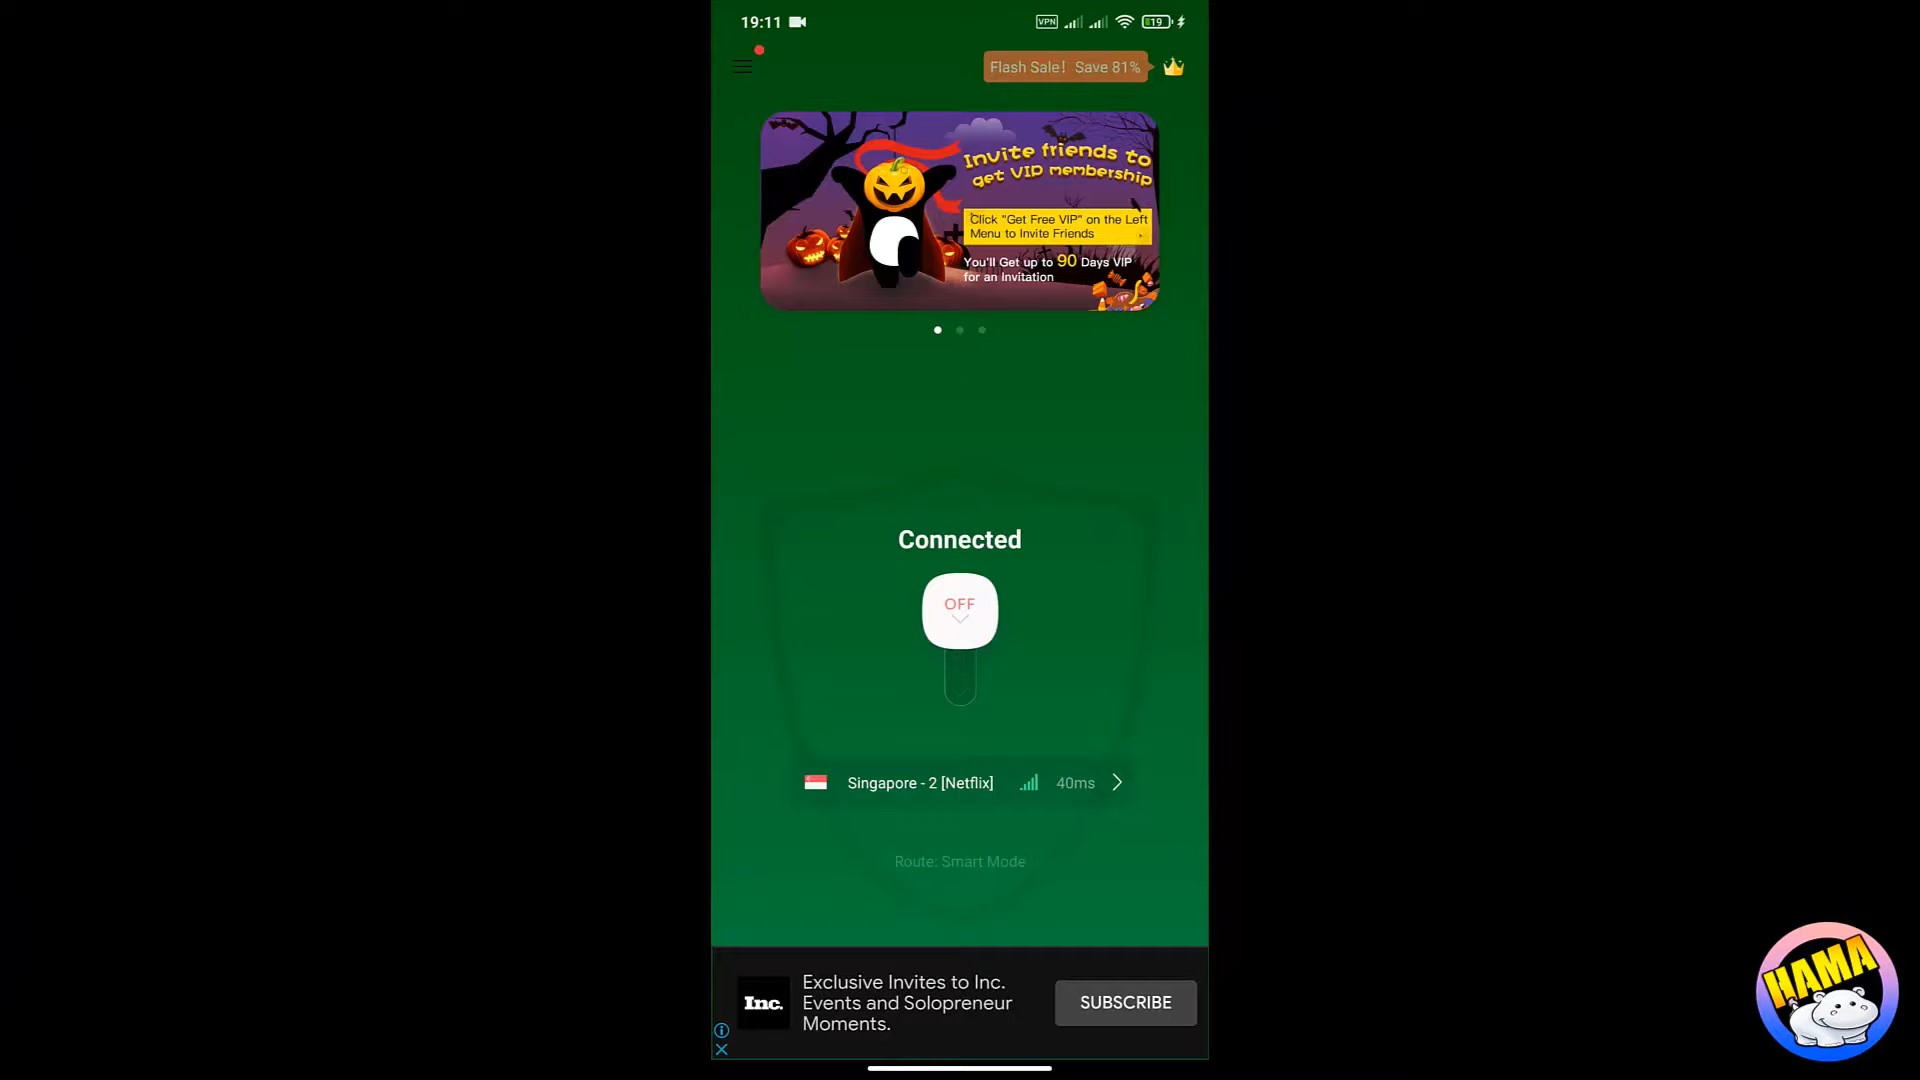 19:11
VPN
19
Flash Sale! Save 81%
Invite friends to
get VIP membership
Click "Get Free VIP" on the Left
Menu to Invite Friends
You'll Get up to 90 Days VIP
for an Invitation
Connected
OFF
Singapore - 2 [Netflix]
40ms
Route: Smart Mode
Exclusive Invites to Inc.
Events and Solopreneur
Moments.
Inc.
SUBSCRIBE
HAMA